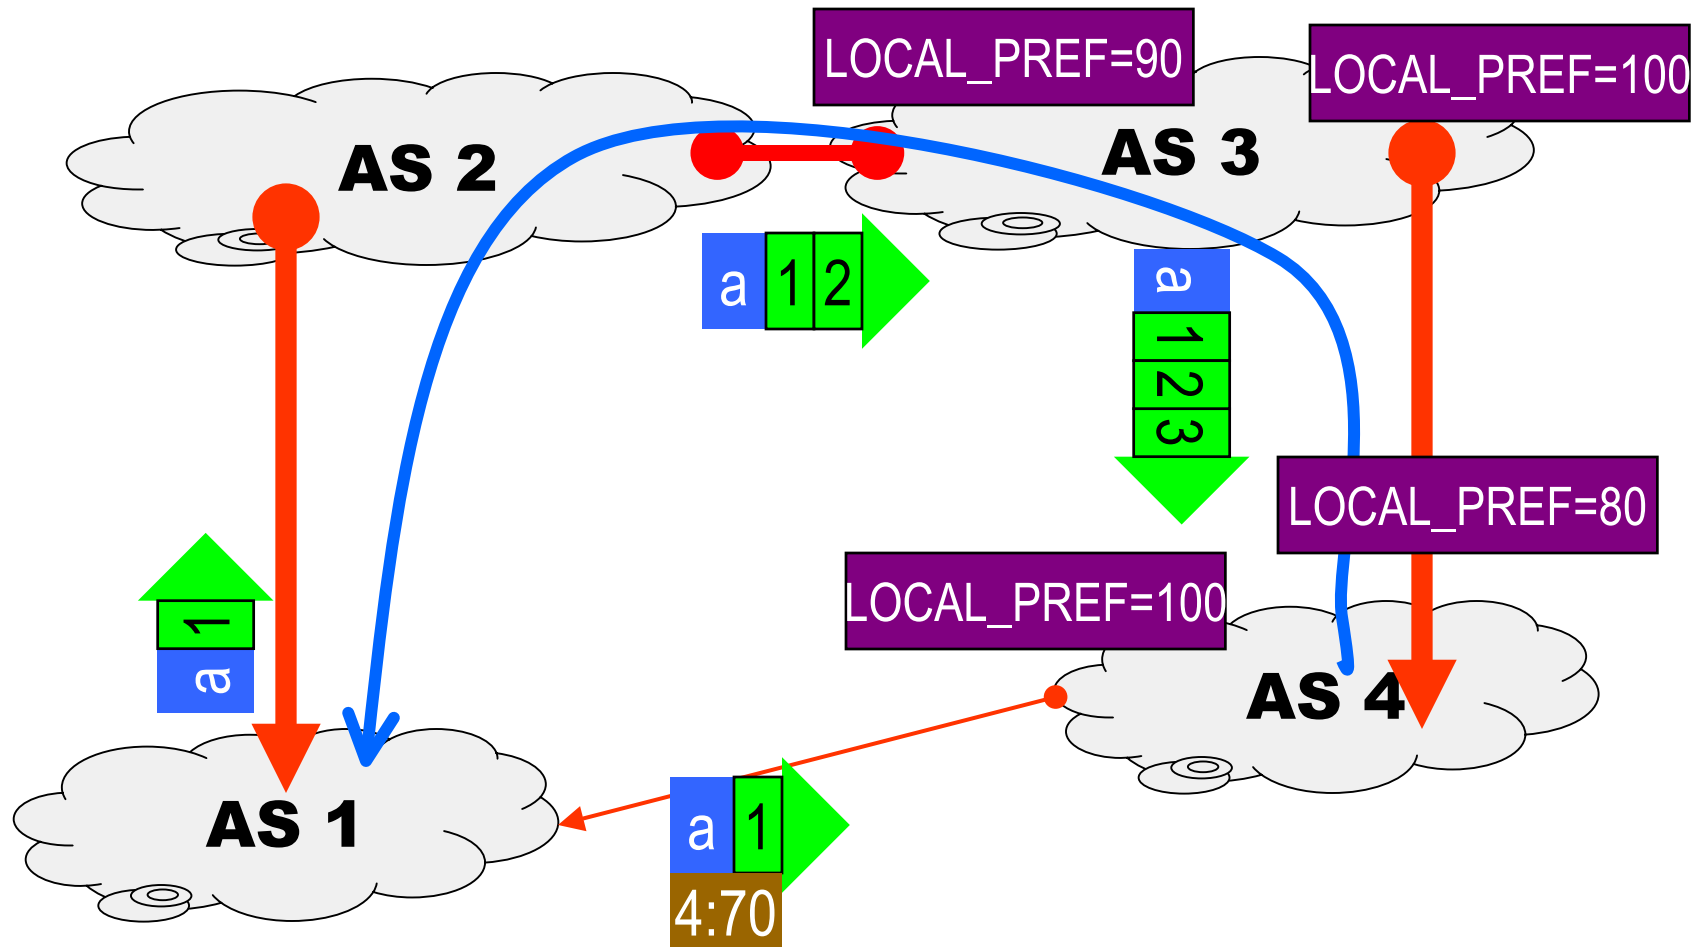 LOCAL_PREF=90
LOCAL_PREF=100
AS 2
AS 3
a 1 2
a
1
2
3
LOCAL_PREF=80
LOCAL_PREF=100
1
a
AS 4
AS 1
a 1
4:70